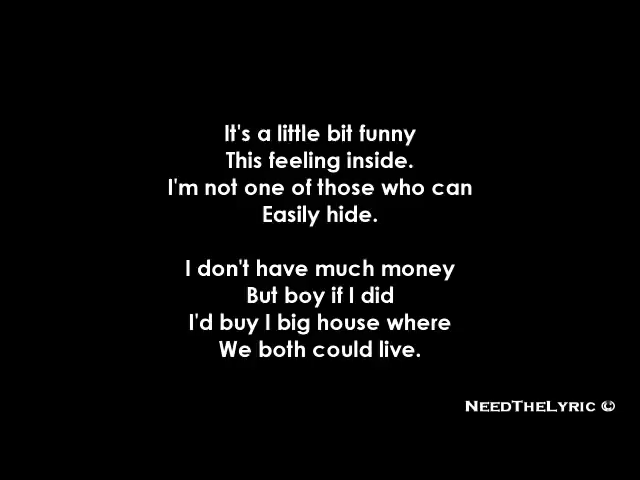 It's a little bit funny
This feeling inside.
I'm not one of those who can
Easily hide.
I don't have much money
But boy if I did
I'd buy I big house where
We both could live.
NeedTheLyric ©